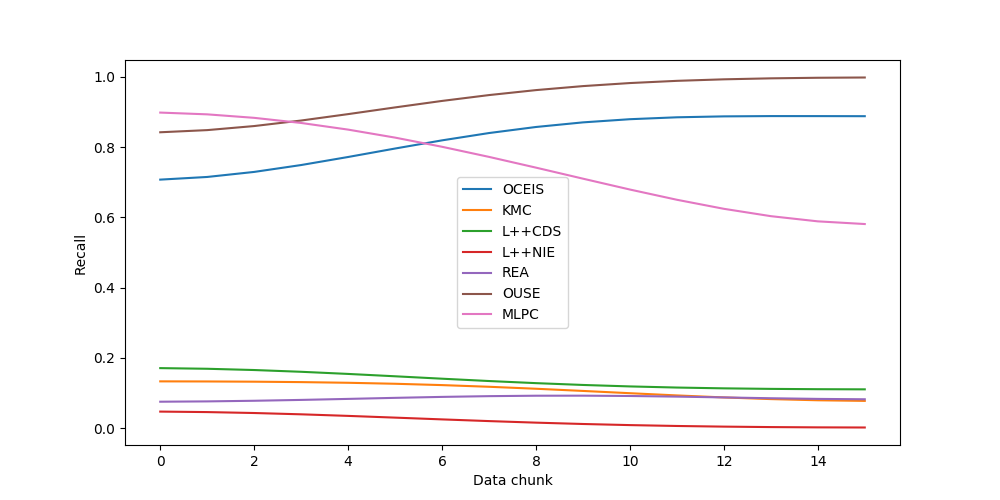 1.0
0.8
0.6
0.4
0.2
0.0
Recall
OCEIS
KMC
L++CDS
L++NIE
REA
OUSE
MLPC
0 2 4 6 8 10 12 14
Data chunk